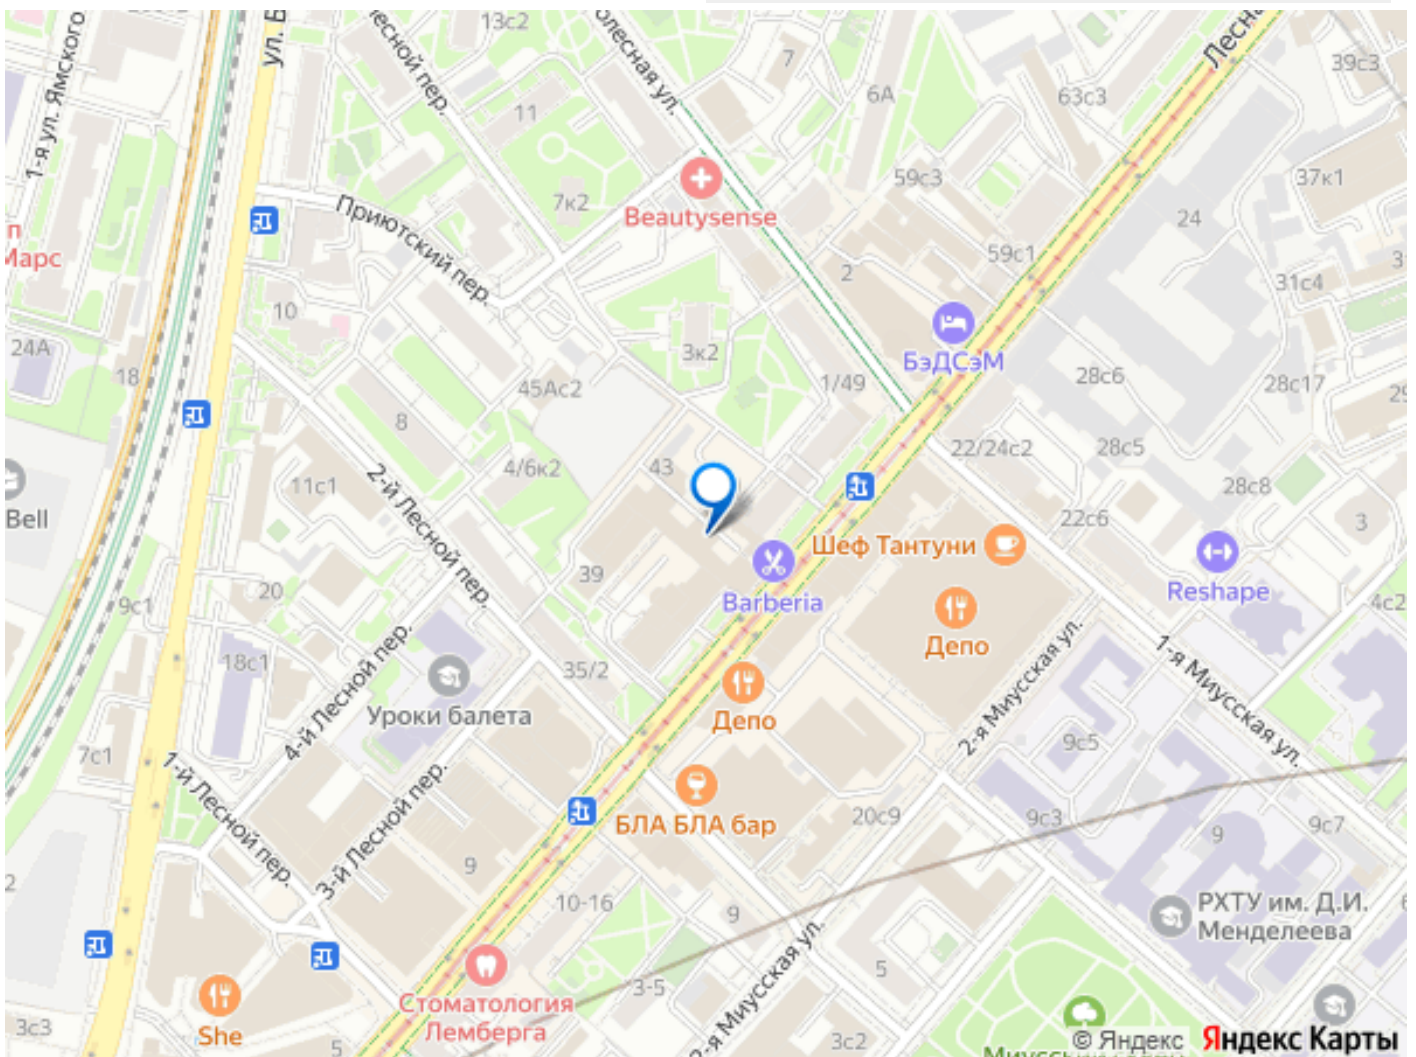 13с2
Лесной пер.
олесная ул.
ул. Б
1-я ул. Ямского
7
6А
Лесна
39с3
63с3
11
59с3
37к1
7к2
Beautysense
24
Приютский пер.
п
Марс
2
59с1
31с4
10
3к2
БэДСэМ
24А
18
45Ас2
1/49
28с6
28с17
8
22/24с2
28с5
4/6к2
43
11с1
2-й Лесной пер.
28с8
Bell
22с6
3
Шеф Тантуни
39
Barberia
Reshape
20
9с1
4с2
Депо
1-я Миусская ул.
18с1
35/2
4-й Лесной пер.
Уроки балета
Депо
2-я Миусская ул.
9с5
7с1
1-й Лесной пер.
3-й Лесной пер.
БЛА БЛА бар
20с9
9с3
9
9с7
9
10-16
9
РХТУ им. Д.И.
Менделеева
5
2-я Миусская ул.
3-5
Стоматология
Лемберга
She
3с3
5
3с2
© Яндекс
Яндекс Карты